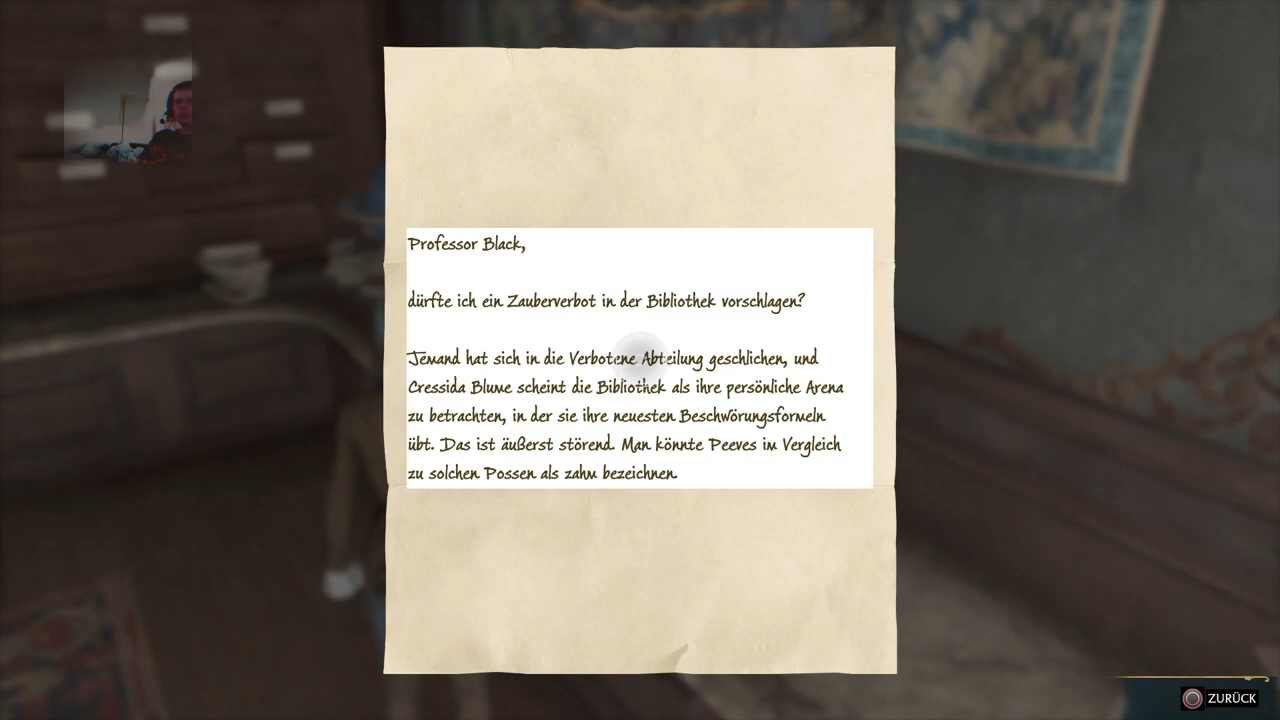 Professor Black,
dürfte ich ein Zauberverbot in der Bibliothek vorschlagen?
Jemand hat sich in die Verbotene Abteilung geschlichen, und
Cressida Blume scheint die Bibliothek als ihre persönliche Arena
zu betrachten, in der sie ihre neuesten Beschwörungsformeln
übt. Das ist äußerst störend. Man könnte Peeves im Vergleich
zu solchen Possen als zahm bezeichnen.
ZURÜCK